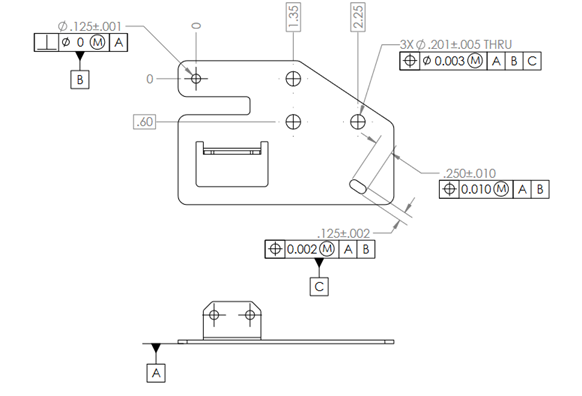 ⌀.125±.001
⟂ ⌀ 0 Ⓜ A
B
0
1.35
2.25
3X ⌀.201±.005 THRU
⌖ ⌀ 0.003 Ⓜ A B C
0
.60
.250±.010
⌖ 0.010 Ⓜ A B
.125±.002
⌖ 0.002 Ⓜ A B
C
A